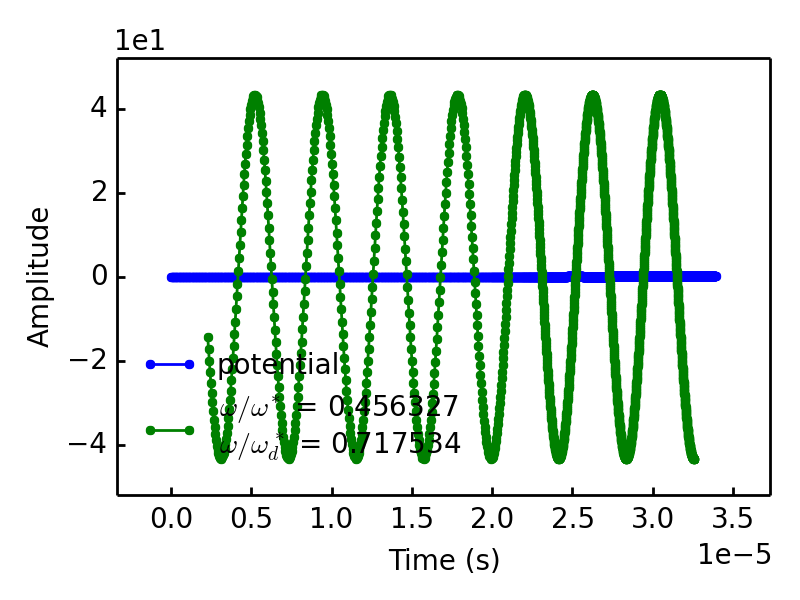 1e1
4
2
0
−2
−4
Amplitude
potential
ω/ω* = 0.456327
ω/ω_d* = 0.717534
0.0 0.5 1.0 1.5 2.0 2.5 3.0 3.5
1e−5
Time (s)